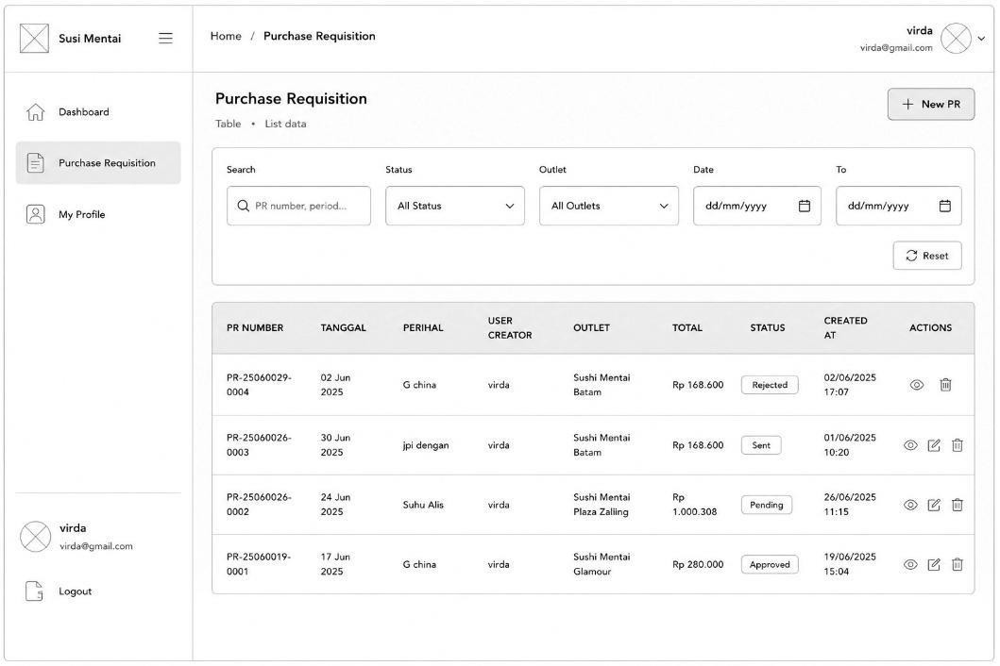 Susi Mentai
Home / Purchase Requisition
virda
virda@gmail.com
Dashboard
Purchase Requisition
My Profile
virda
virda@gmail.com
Logout
Purchase Requisition
Table • List data
+ New PR
Search
Status
Outlet
Date
To
PR number, period...
All Status
All Outlets
dd/mm/yyyy
dd/mm/yyyy
Reset
PR NUMBER
TANGGAL
PERIHAL
USER
CREATOR
OUTLET
TOTAL
STATUS
CREATED
AT
ACTIONS
PR-25060029-
0004
02 Jun
2025
G china
virda
Sushi Mentai
Batam
Rp 168.600
Rejected
02/06/2025
17:07
PR-25060026-
0003
30 Jun
2025
jpi dengan
virda
Sushi Mentai
Batam
Rp 168.600
Sent
01/06/2025
10:20
PR-25060026-
0002
24 Jun
2025
Suhu Alis
virda
Sushi Mentai
Plaza Zaliing
Rp
1.000.308
Pending
26/06/2025
11:15
PR-25060019-
0001
17 Jun
2025
G china
virda
Sushi Mentai
Glamour
Rp 280.000
Approved
19/06/2025
15:04